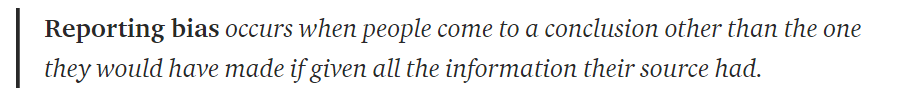 Reporting bias occurs when people come to a conclusion other than the one
they would have made if given all the information their source had.